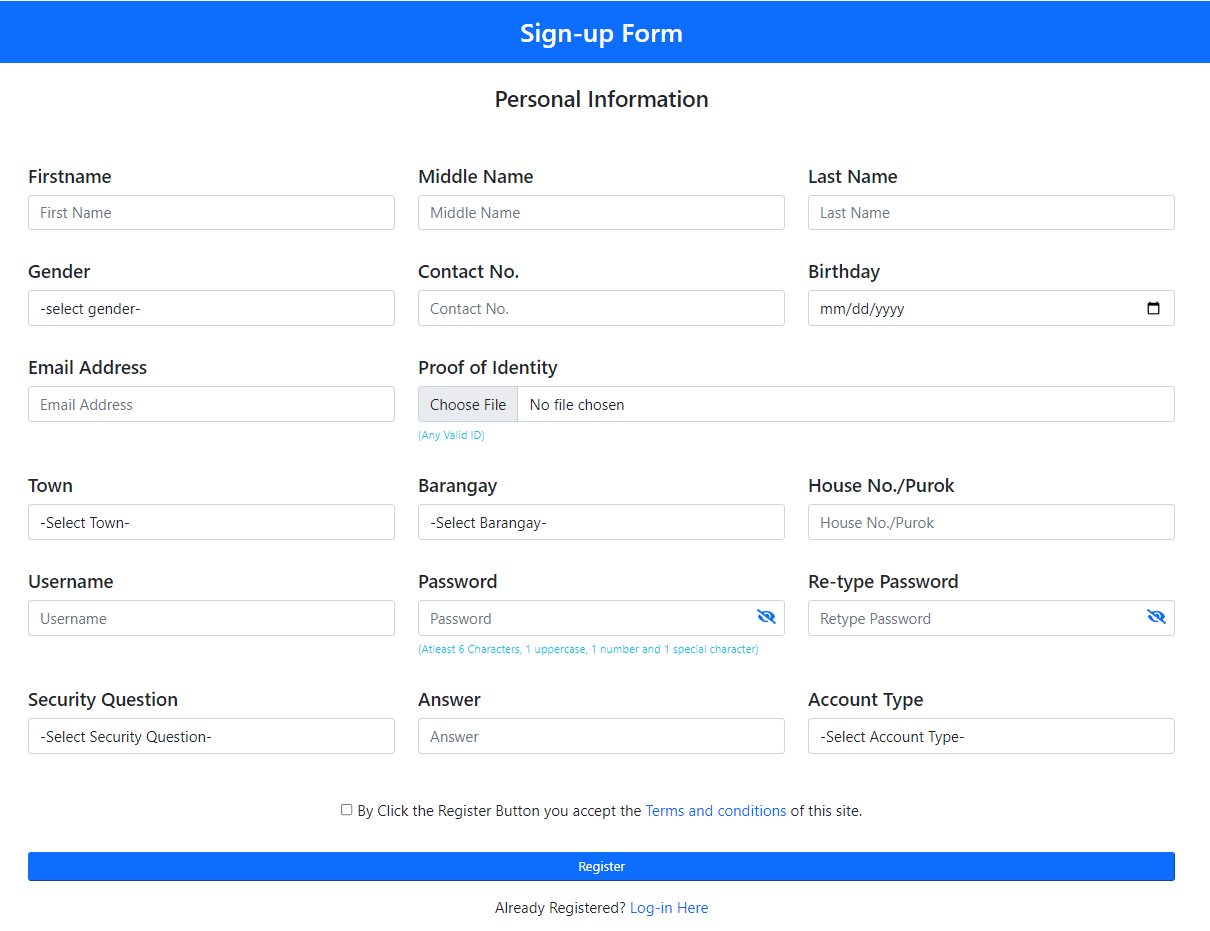 Sign-up Form
Personal Information
Firstname Middle Name Last Name
First Name Middle Name Last Name
Gender Contact No. Birthday
-select gender- Contact No. mm/dd/yyyy
Email Address Proof of Identity
Email Address Choose File No file chosen
(Any Valid ID)
Town Barangay House No./Purok
-Select Town- -Select Barangay- House No./Purok
Username Password Re-type Password
Username Password Retype Password
(Atleast 6 Characters, 1 uppercase, 1 number and 1 special character)
Security Question Answer Account Type
-Select Security Question- Answer -Select Account Type-
By Click the Register Button you accept the Terms and conditions of this site.
Register
Already Registered? Log-in Here